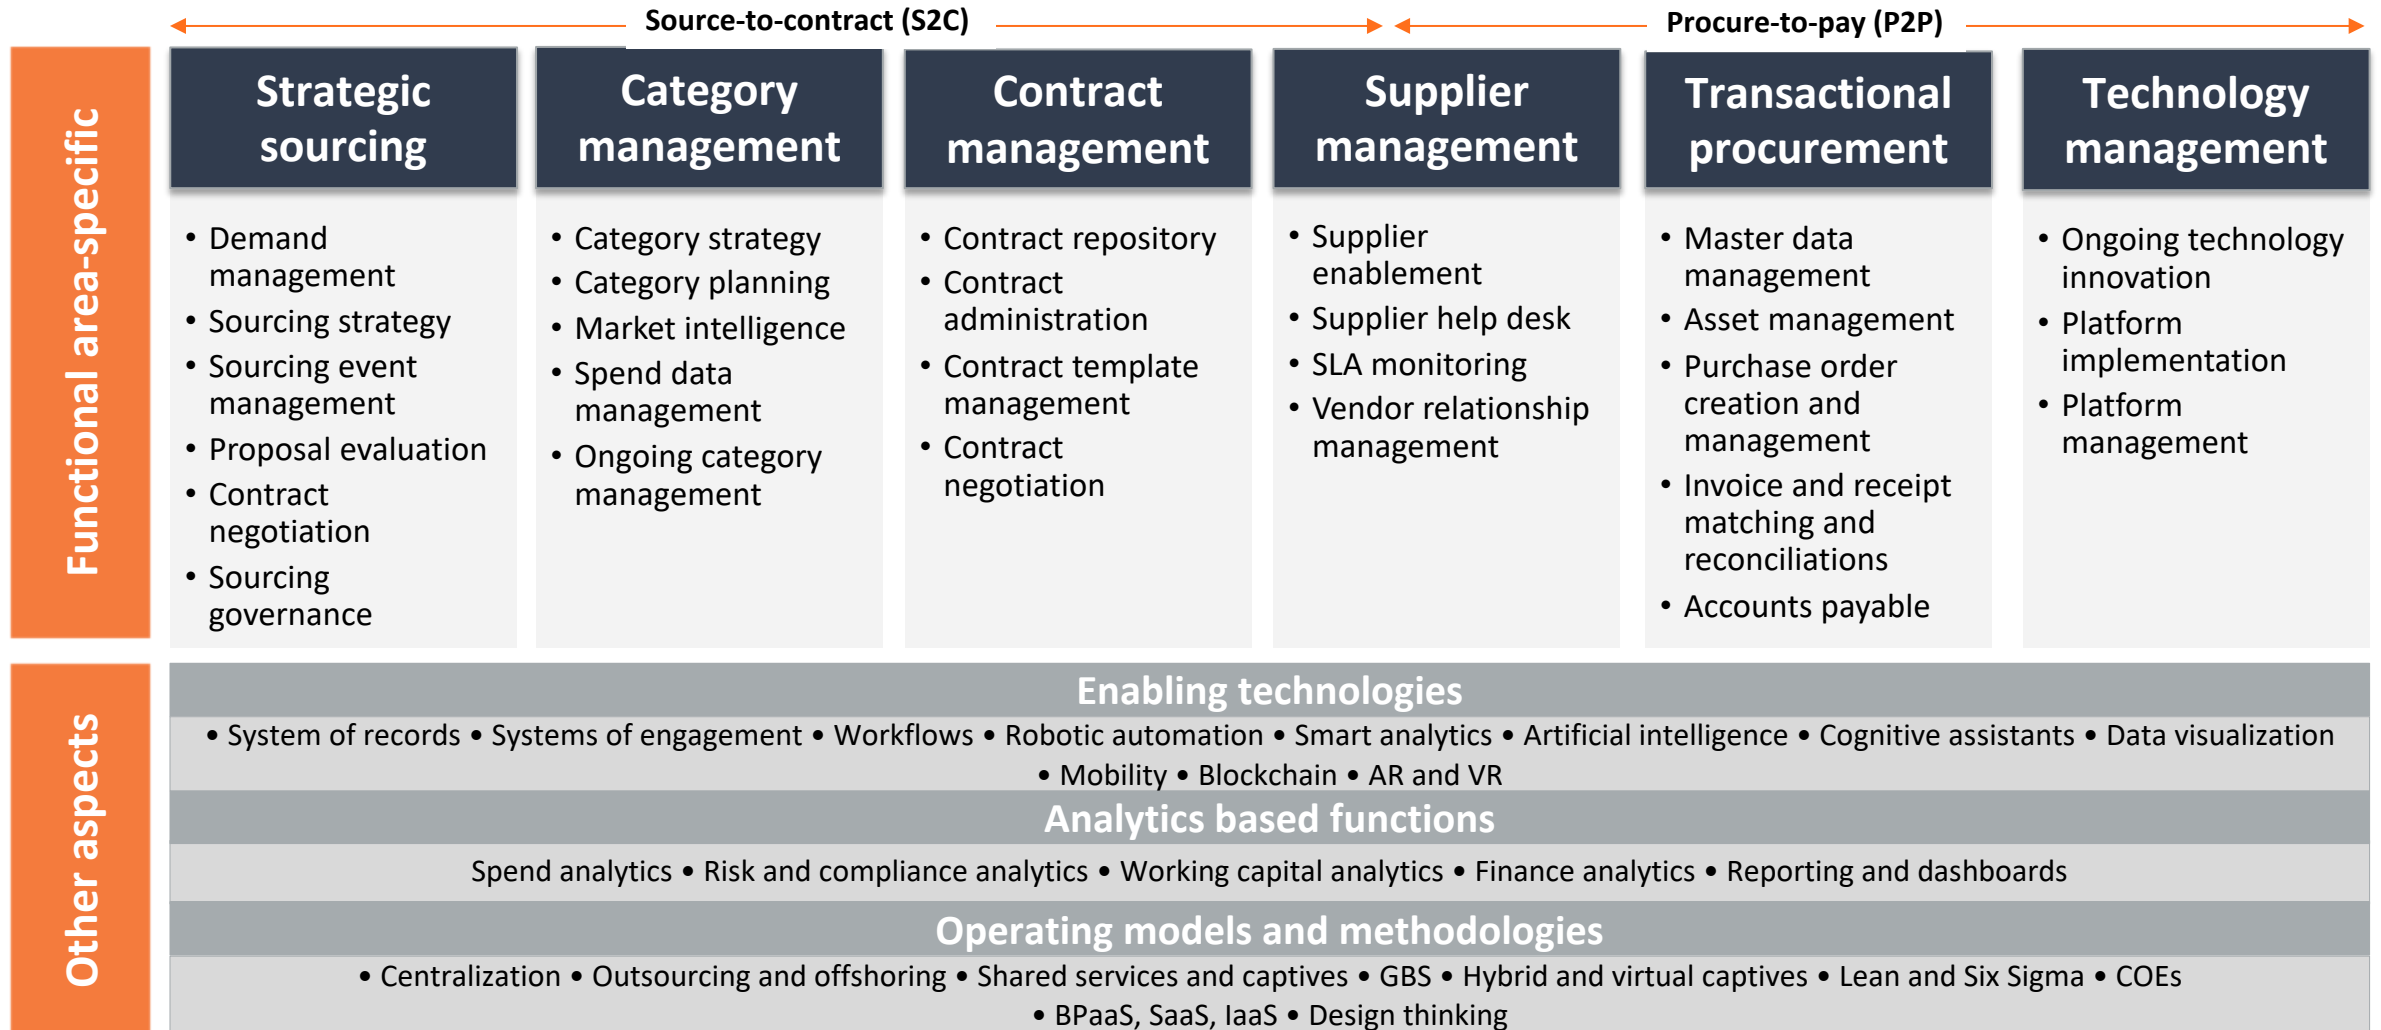 Source-to-contract (S2C)
Procure-to-pay (P2P)
Functional area-specific
Strategic
sourcing
• Demand
management
• Sourcing strategy
• Sourcing event
management
• Proposal evaluation
• Contract
negotiation
• Sourcing
governance
Category
management
• Category strategy
• Category planning
• Market intelligence
• Spend data
management
• Ongoing category
management
Contract
management
• Contract repository
• Contract
administration
• Contract template
management
• Contract
negotiation
Supplier
management
• Supplier
enablement
• Supplier help desk
• SLA monitoring
• Vendor relationship
management
Transactional
procurement
• Master data
management
• Asset management
• Purchase order
creation and
management
• Invoice and receipt
matching and
reconciliations
• Accounts payable
Technology
management
• Ongoing technology
innovation
• Platform
implementation
• Platform
management
Other aspects
Enabling technologies
• System of records • Systems of engagement • Workflows • Robotic automation • Smart analytics • Artificial intelligence • Cognitive assistants • Data visualization
• Mobility • Blockchain • AR and VR
Analytics based functions
Spend analytics • Risk and compliance analytics • Working capital analytics • Finance analytics • Reporting and dashboards
Operating models and methodologies
• Centralization • Outsourcing and offshoring • Shared services and captives • GBS • Hybrid and virtual captives • Lean and Six Sigma • COEs
• BPaaS, SaaS, IaaS • Design thinking